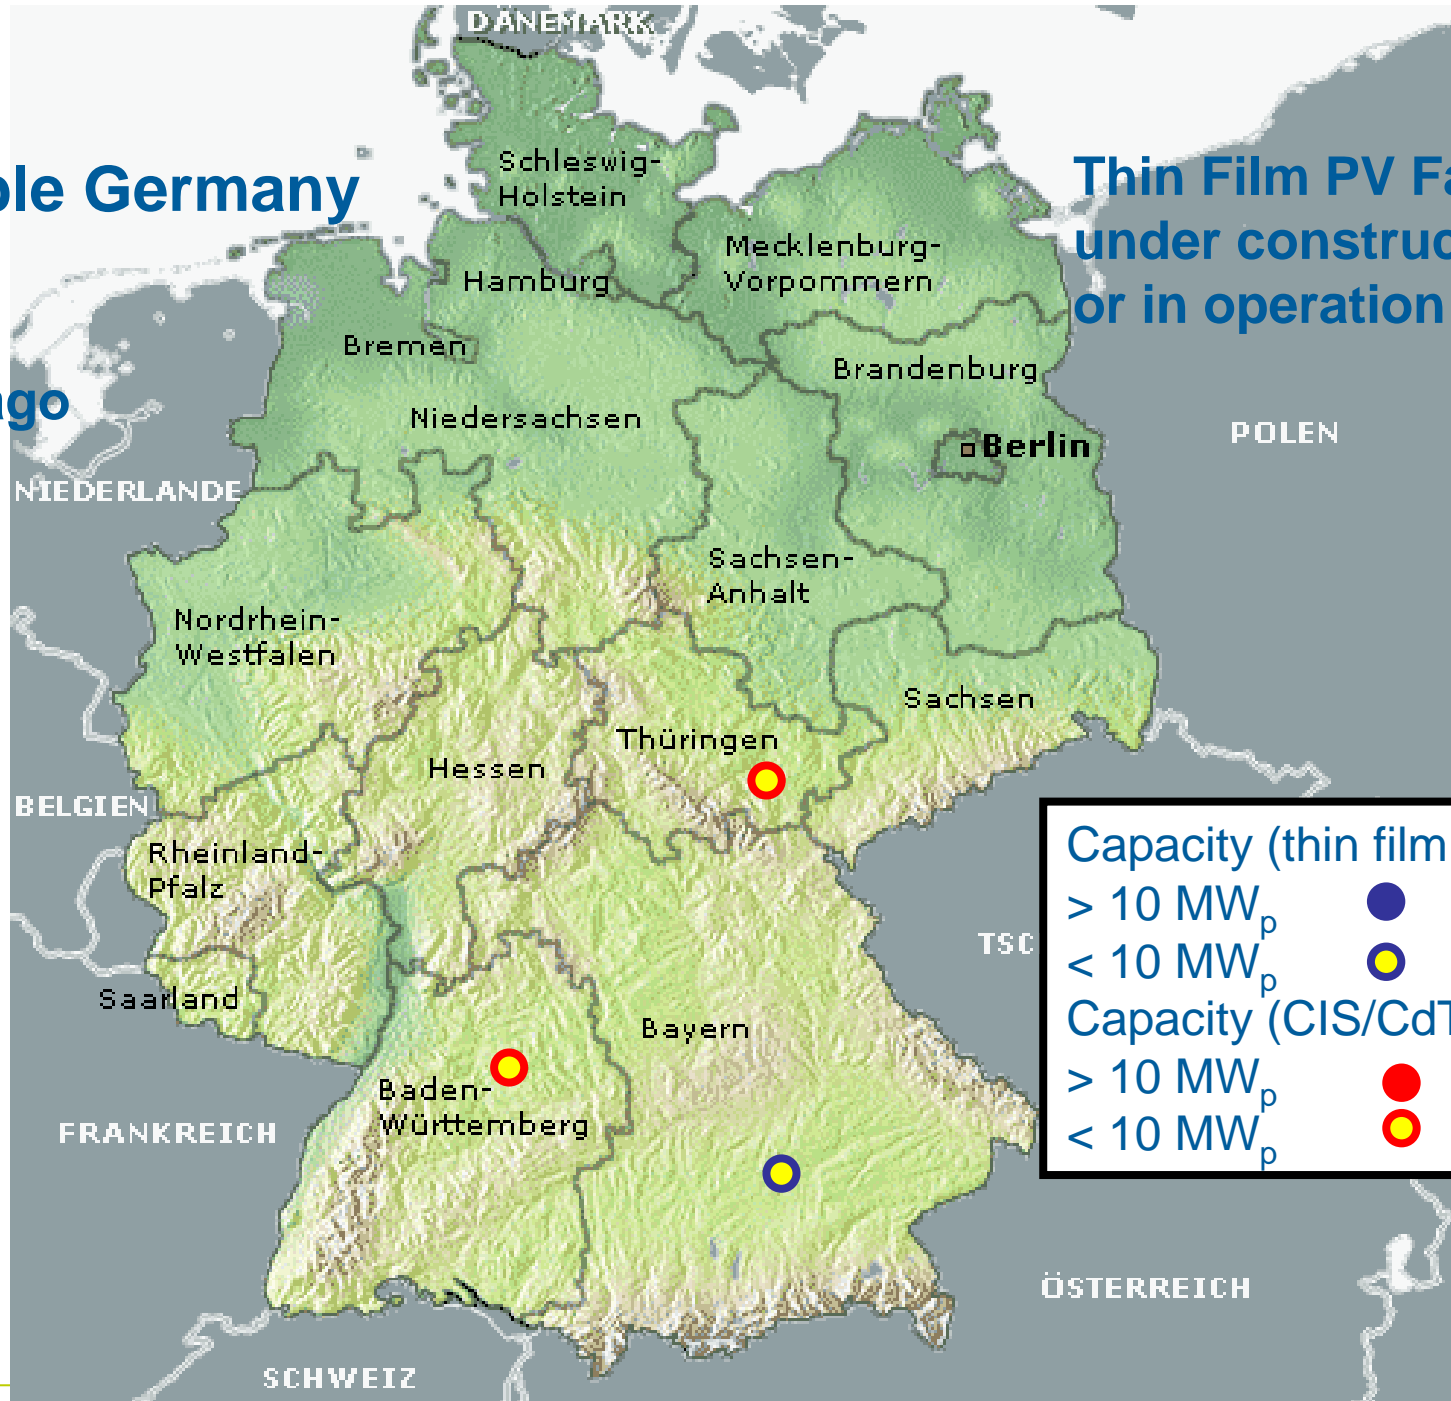 DÄNEMARK
Schleswig-
Holstein
ple Germany
Thin Film PV Fa
under construc
or in operation
Mecklenburg-
Vorpommern
Hamburg
Bremen
Brandenburg
ago
Niedersachsen
Berlin
POLEN
NIEDERLANDE
Sachsen-
Anhalt
Nordrhein-
Westfalen
Sachsen
Thüringen
Hessen
BELGIEN
Rheinland-
Pfalz
Capacity (thin film
> 10 MWp
< 10 MWp
Capacity (CIS/CdT
> 10 MWp
< 10 MWp
TSC
Saarland
Bayern
Baden-
Württemberg
FRANKREICH
ÖSTERREICH
SCHWEIZ